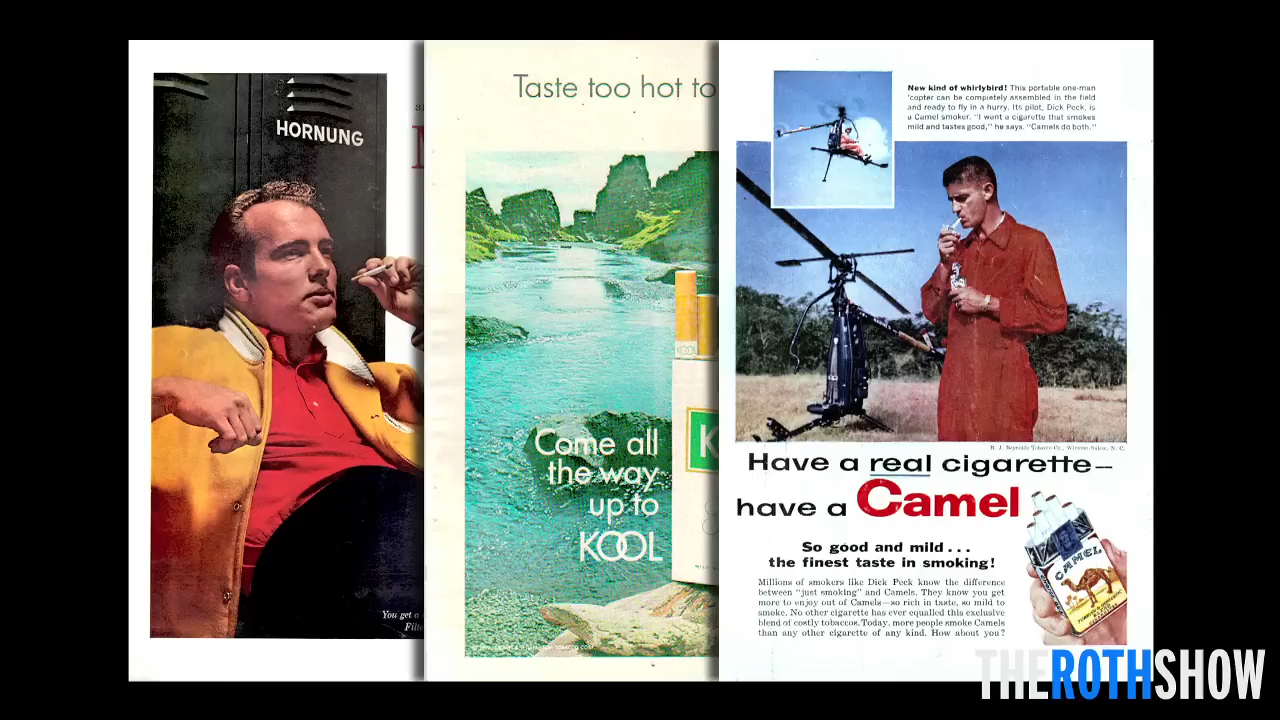 HORNUNG
You get a
Filte
Taste too hot to
Come all
the way
up to
KOOL
KOOL
K
New kind of whirlybird! This portable one-man
'copter can be completely assembled in the field
and ready to fly in a hurry. Its pilot, Dick Peck, is
a Camel smoker. "I want a cigarette that smokes
mild and tastes good," he says. "Camels do both."
R. J. Reynolds Tobacco Co., Winston-Salem, N. C.
Have a real cigarette—
have a Camel
So good and mild...
the finest taste in smoking!
Millions of smokers like Dick Peck know the difference
between "just smoking" and Camels. They know you get
more to enjoy out of Camels—so rich in taste, so mild to
smoke. No other cigarette has ever equalled this exclusive
blend of costly tobaccos. Today, more people smoke Camels
than any other cigarette of any kind. How about you?
CAMEL
THEROTHSHOW